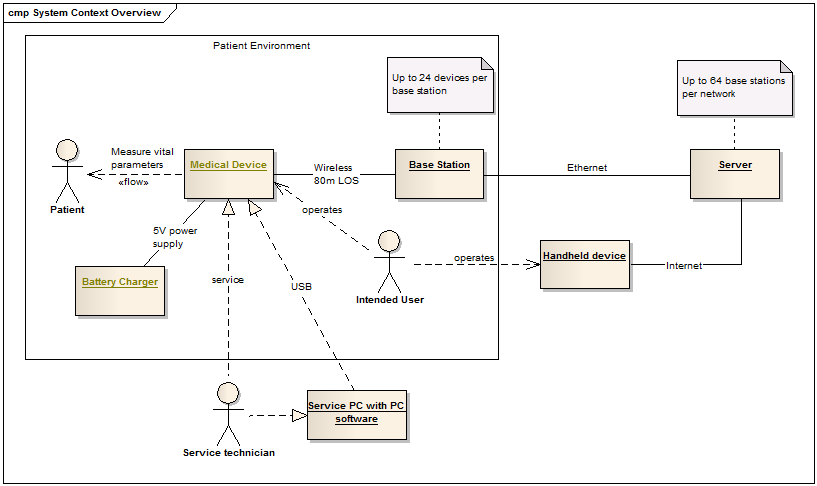 cmp System Context Overview
Patient Environment
Up to 24 devices per
base station
Up to 64 base stations
per network
Measure vital
parameters
«flow»
Patient
Medical Device
Wireless
80m LOS
Base Station
Ethernet
Server
operates
5V power
supply
Battery Charger
Intended User
operates
Handheld device
Internet
service
USB
Service technician
Service PC with PC
software